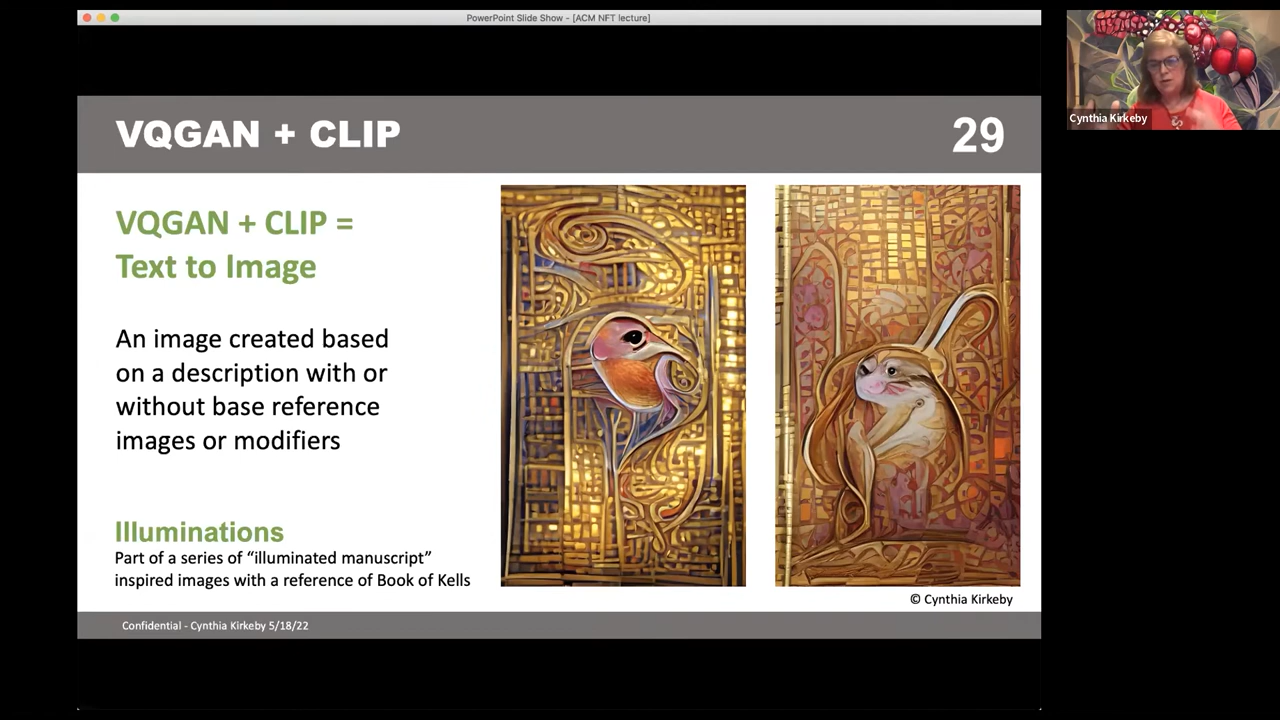 PowerPoint Slide Show - [ACM NFT lecture]
VQGAN + CLIP
29
VQGAN + CLIP =
Text to Image
An image created based
on a description with or
without base reference
images or modifiers
Illuminations
Part of a series of “illuminated manuscript”
inspired images with a reference of Book of Kells
© Cynthia Kirkeby
Confidential - Cynthia Kirkeby 5/18/22
Cynthia Kirkeby